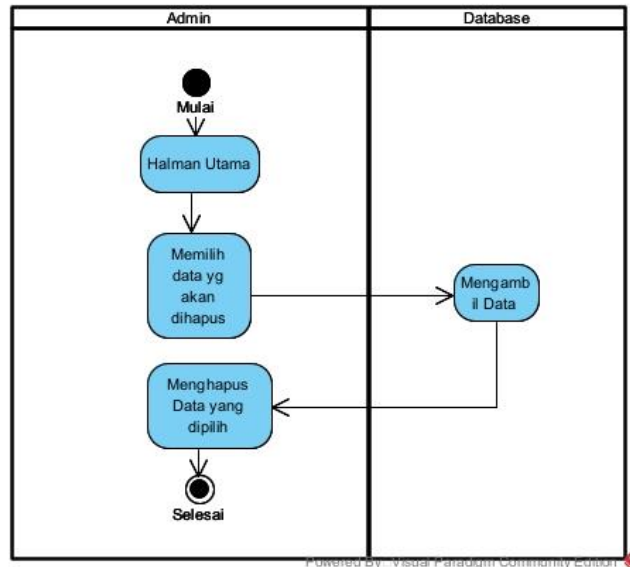 Admin
Database
Mulai
Halman Utama
Memilih
data yg
akan
dihapus
Mengamb
il Data
Menghapus
Data yang
dipilih
Selesai
Powered By: Visual Paradigm Community Edition